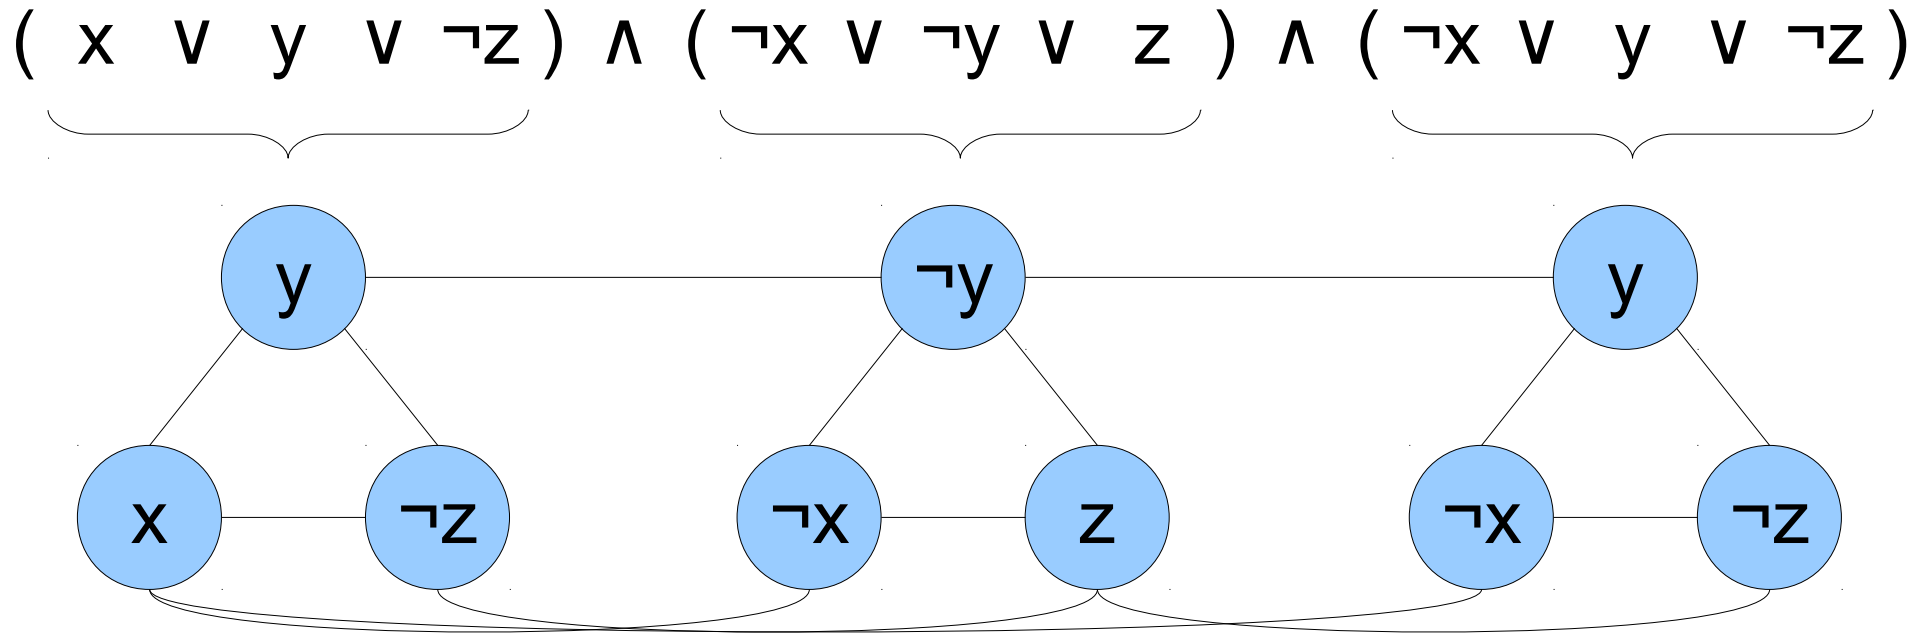 ( x ∨ y ∨ ¬z ) ∧ ( ¬x ∨ ¬y ∨ z ) ∧ ( ¬x ∨ y ∨ ¬z )
y ¬y y
x ¬z ¬x z ¬x ¬z